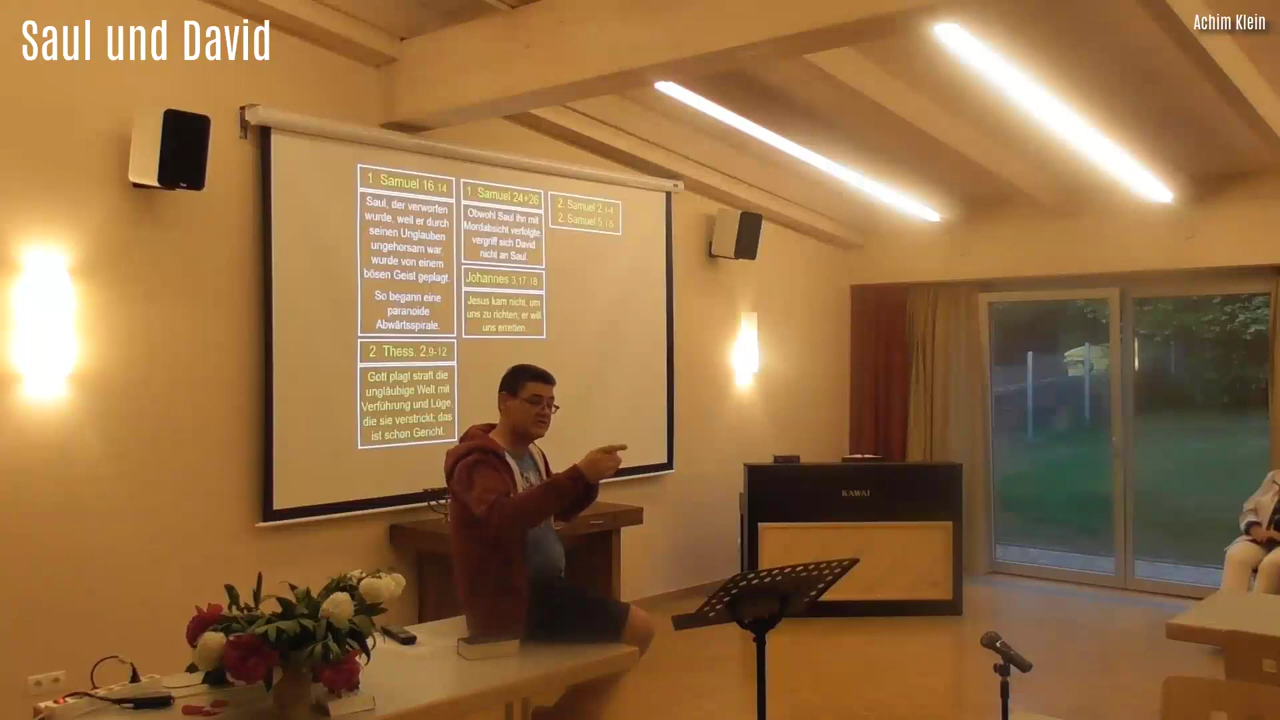 Saul und David
Achim Klein
1 Samuel 16,14
Saul, der verworfen
wurde, weil er durch
seinen Unglauben
ungehorsam war,
wurde von einem
bösen Geist geplagt.
So begann eine
paranoide
Abwärtsspirale.
2 Thess. 2,9-12
Gott plagt straft die
ungläubige Welt mit
Verführung und Lüge,
die sie verstrickt; das
ist schon Gericht.
1. Samuel 24+26
Obwohl Saul ihn mit
Mordabsicht verfolgte,
vergriff sich David
nicht an Saul.
Johannes 3,17.18
Jesus kam nicht, um
uns zu richten; er will
uns erretten.
2. Samuel 2,1-4
2. Samuel 5,1-5
KAWAI